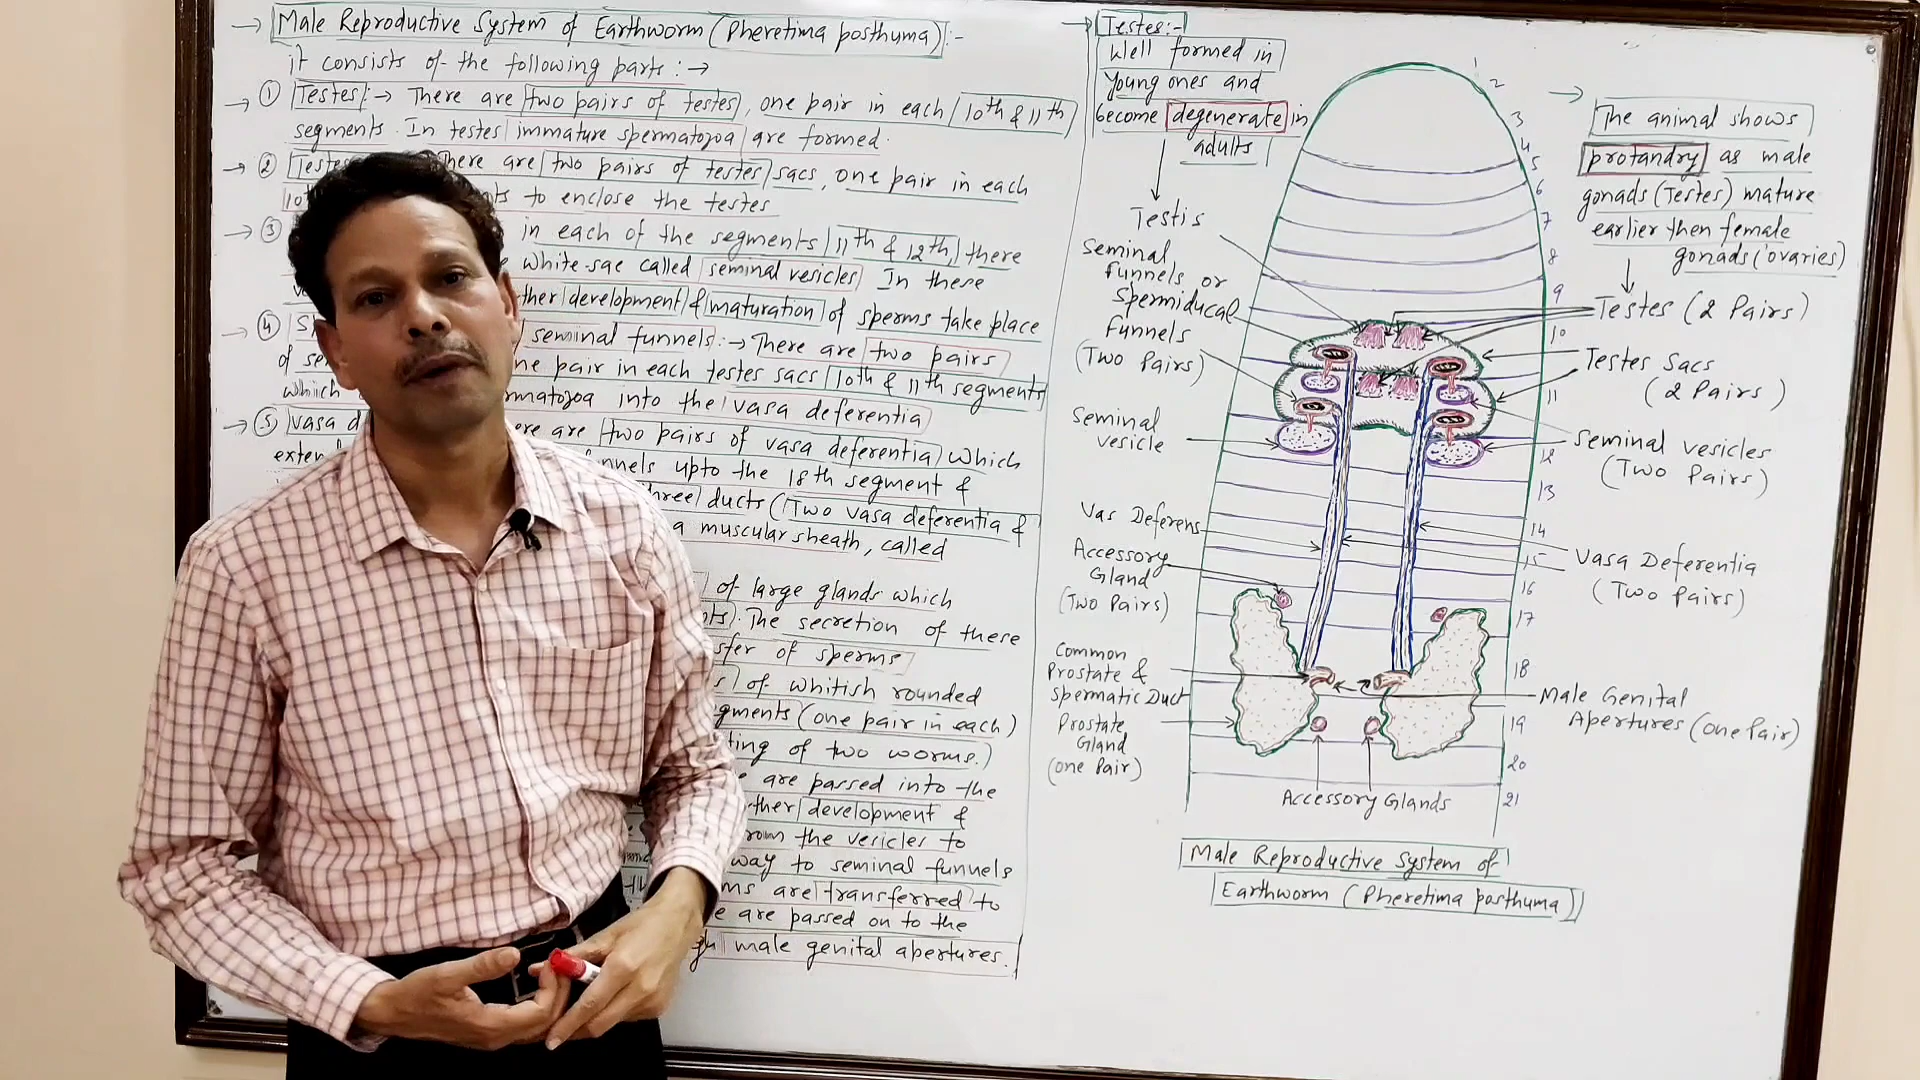 → Male Reproductive System of Earthworm (Pheretima posthuma) :-
it consists of the following parts : →
→ ① Testes : → There are two pairs of testes, one pair in each 10th & 11th
segments. In testes immature spermatozoa are formed.
→ ② Testes There are two pairs of testes sacs, one pair in each
to enclose the testes
→ ③ in each of the segments 11th & 12th, there
white-sac called seminal vesicles. In these
development & maturation of sperms take place
→ ④ seminal funnels : → There are two pairs
of one pair in each testes sacs 10th & 11th segments
which into the vasa deferentia
→ ⑤ Vasa are two pairs of vasa deferentia which
upto the 18th segment &
three ducts (Two vasa deferentia &
a muscular sheath, called
of large glands which
The secretion of these
of sperms
of whitish rounded
(one pair in each)
of two worms.)
are passed into the
development &
the vesicles to
way to seminal funnels
are transferred to
are passed on to the
male genital apertures.
→ Testes :-
Well formed in
Young ones and
become degenerate in
adults
Testis
Seminal
funnels or
Spermiducal
funnels
(Two Pairs)
Seminal
vesicle
Vas Deferens
Accessory
Gland
(Two Pairs)
Common
Prostate &
Spermatic Duct
Prostate
Gland
(one Pair)
1
2
3
4
5
6
7
8
9
10
11
12
13
14
15
16
17
18
19
20
21
→ The animal shows
protandry as male
gonads (Testes) mature
earlier then female
gonads (ovaries)
Testes (2 Pairs)
Testes Sacs
(2 Pairs)
Seminal vesicles
(Two Pairs)
Vasa Deferentia
(Two Pairs)
Male Genital
Apertures (one Pair)
Accessory Glands
Male Reproductive System of
Earthworm (Pheretima posthuma)